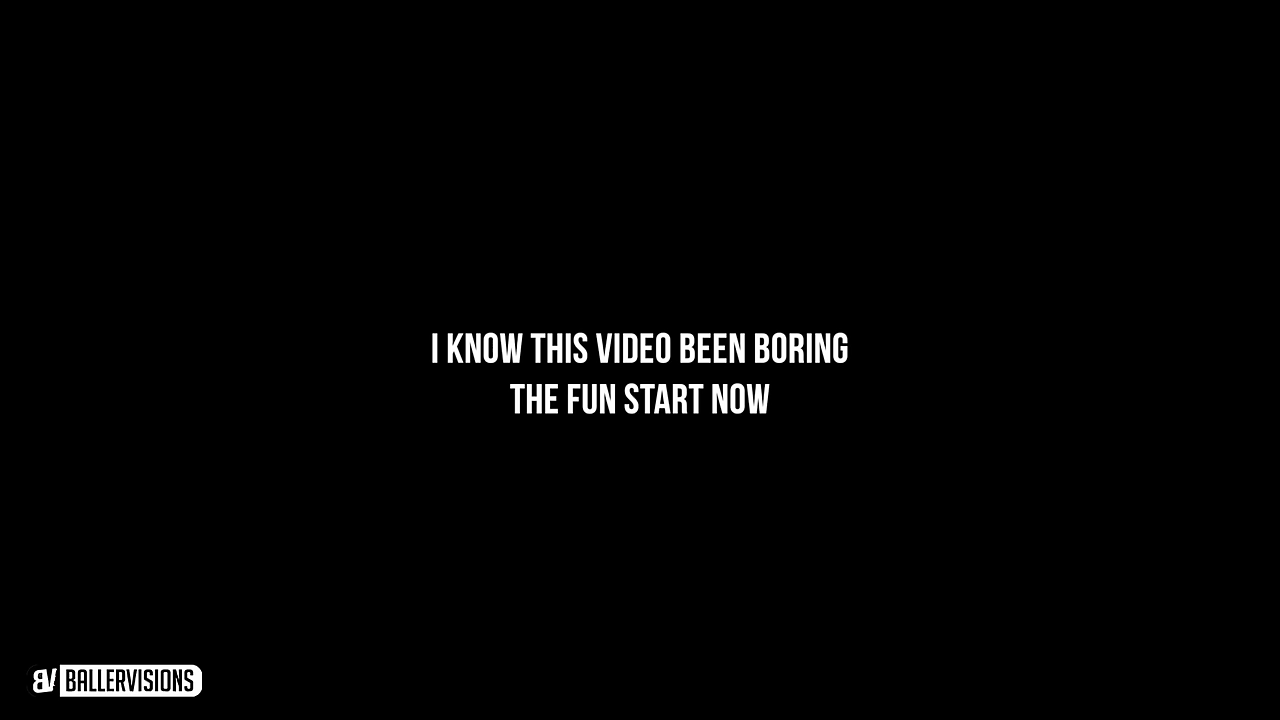 I KNOW THIS VIDEO BEEN BORING
THE FUN START NOW
BV BALLERVISIONS